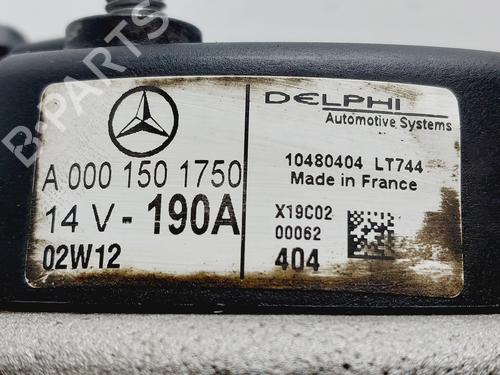 DELPHI
Automotive Systems
A 000 150 1750
14 V - 190A
02W12
10480404 LT744
Made in France
X19C02
00062
404
B-PARTS